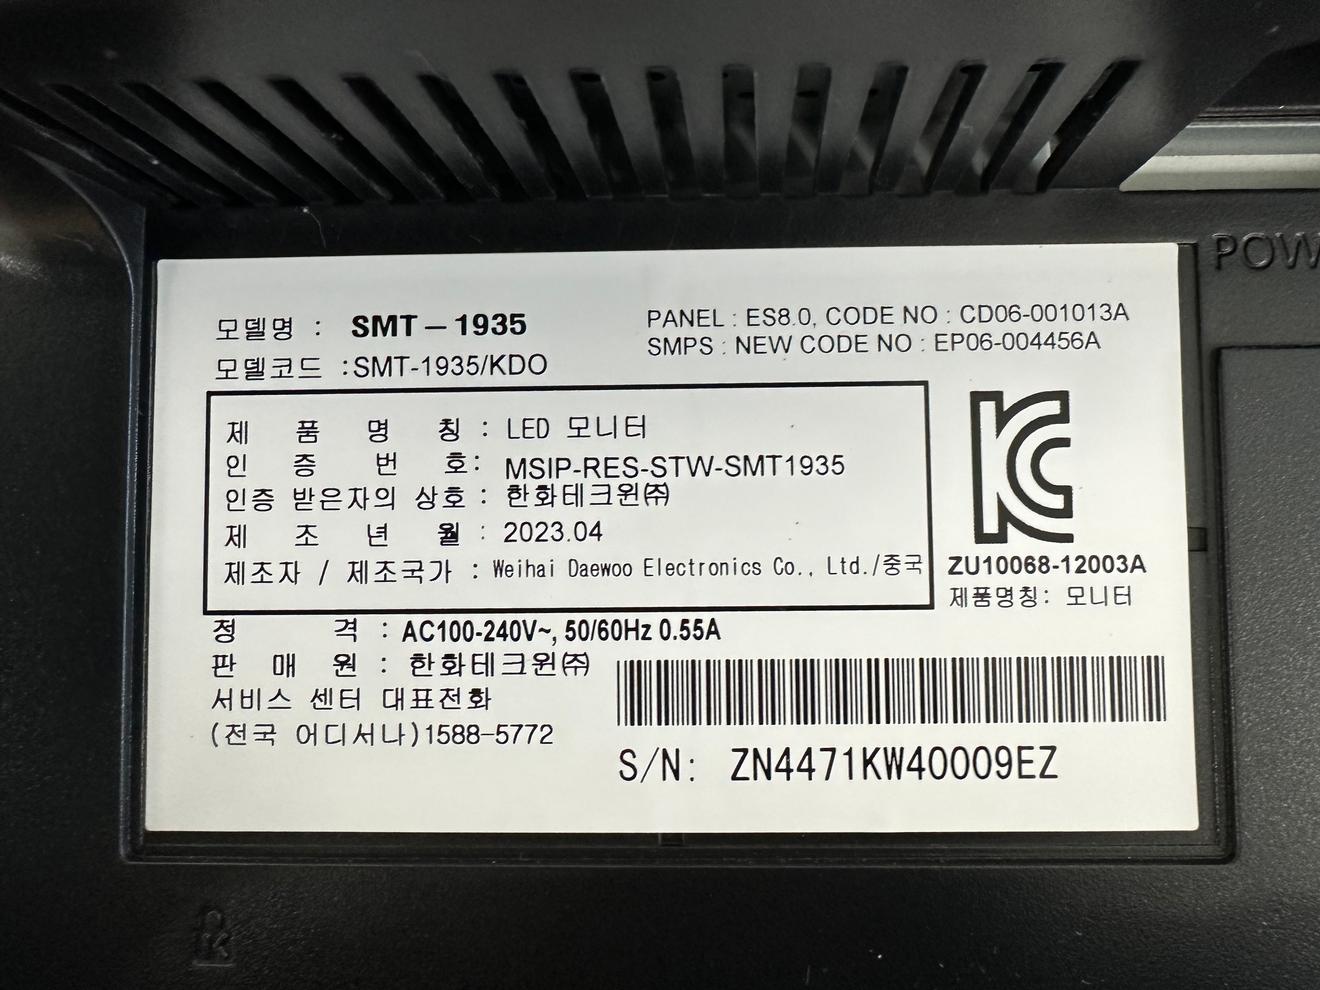 POW
모델명 : SMT – 1935
모델코드 :SMT-1935/KDO
PANEL : ES8.0, CODE NO : CD06-001013A
SMPS : NEW CODE NO : EP06-004456A
제 품 명 칭 : LED 모니터
인 증 번 호: MSIP-RES-STW-SMT1935
인증 받은자의 상호 : 한화테크윈㈜
제 조 년 월 : 2023.04
제조자 / 제조국가 : Weihai Daewoo Electronics Co., Ltd./중국
KC
ZU10068-12003A
제품명칭: 모니터
정 격 : AC100-240V~, 50/60Hz 0.55A
판 매 원 : 한화테크윈㈜
서비스 센터 대표전화
(전국 어디서나)1588-5772
S/N: ZN4471KW40009EZ
K